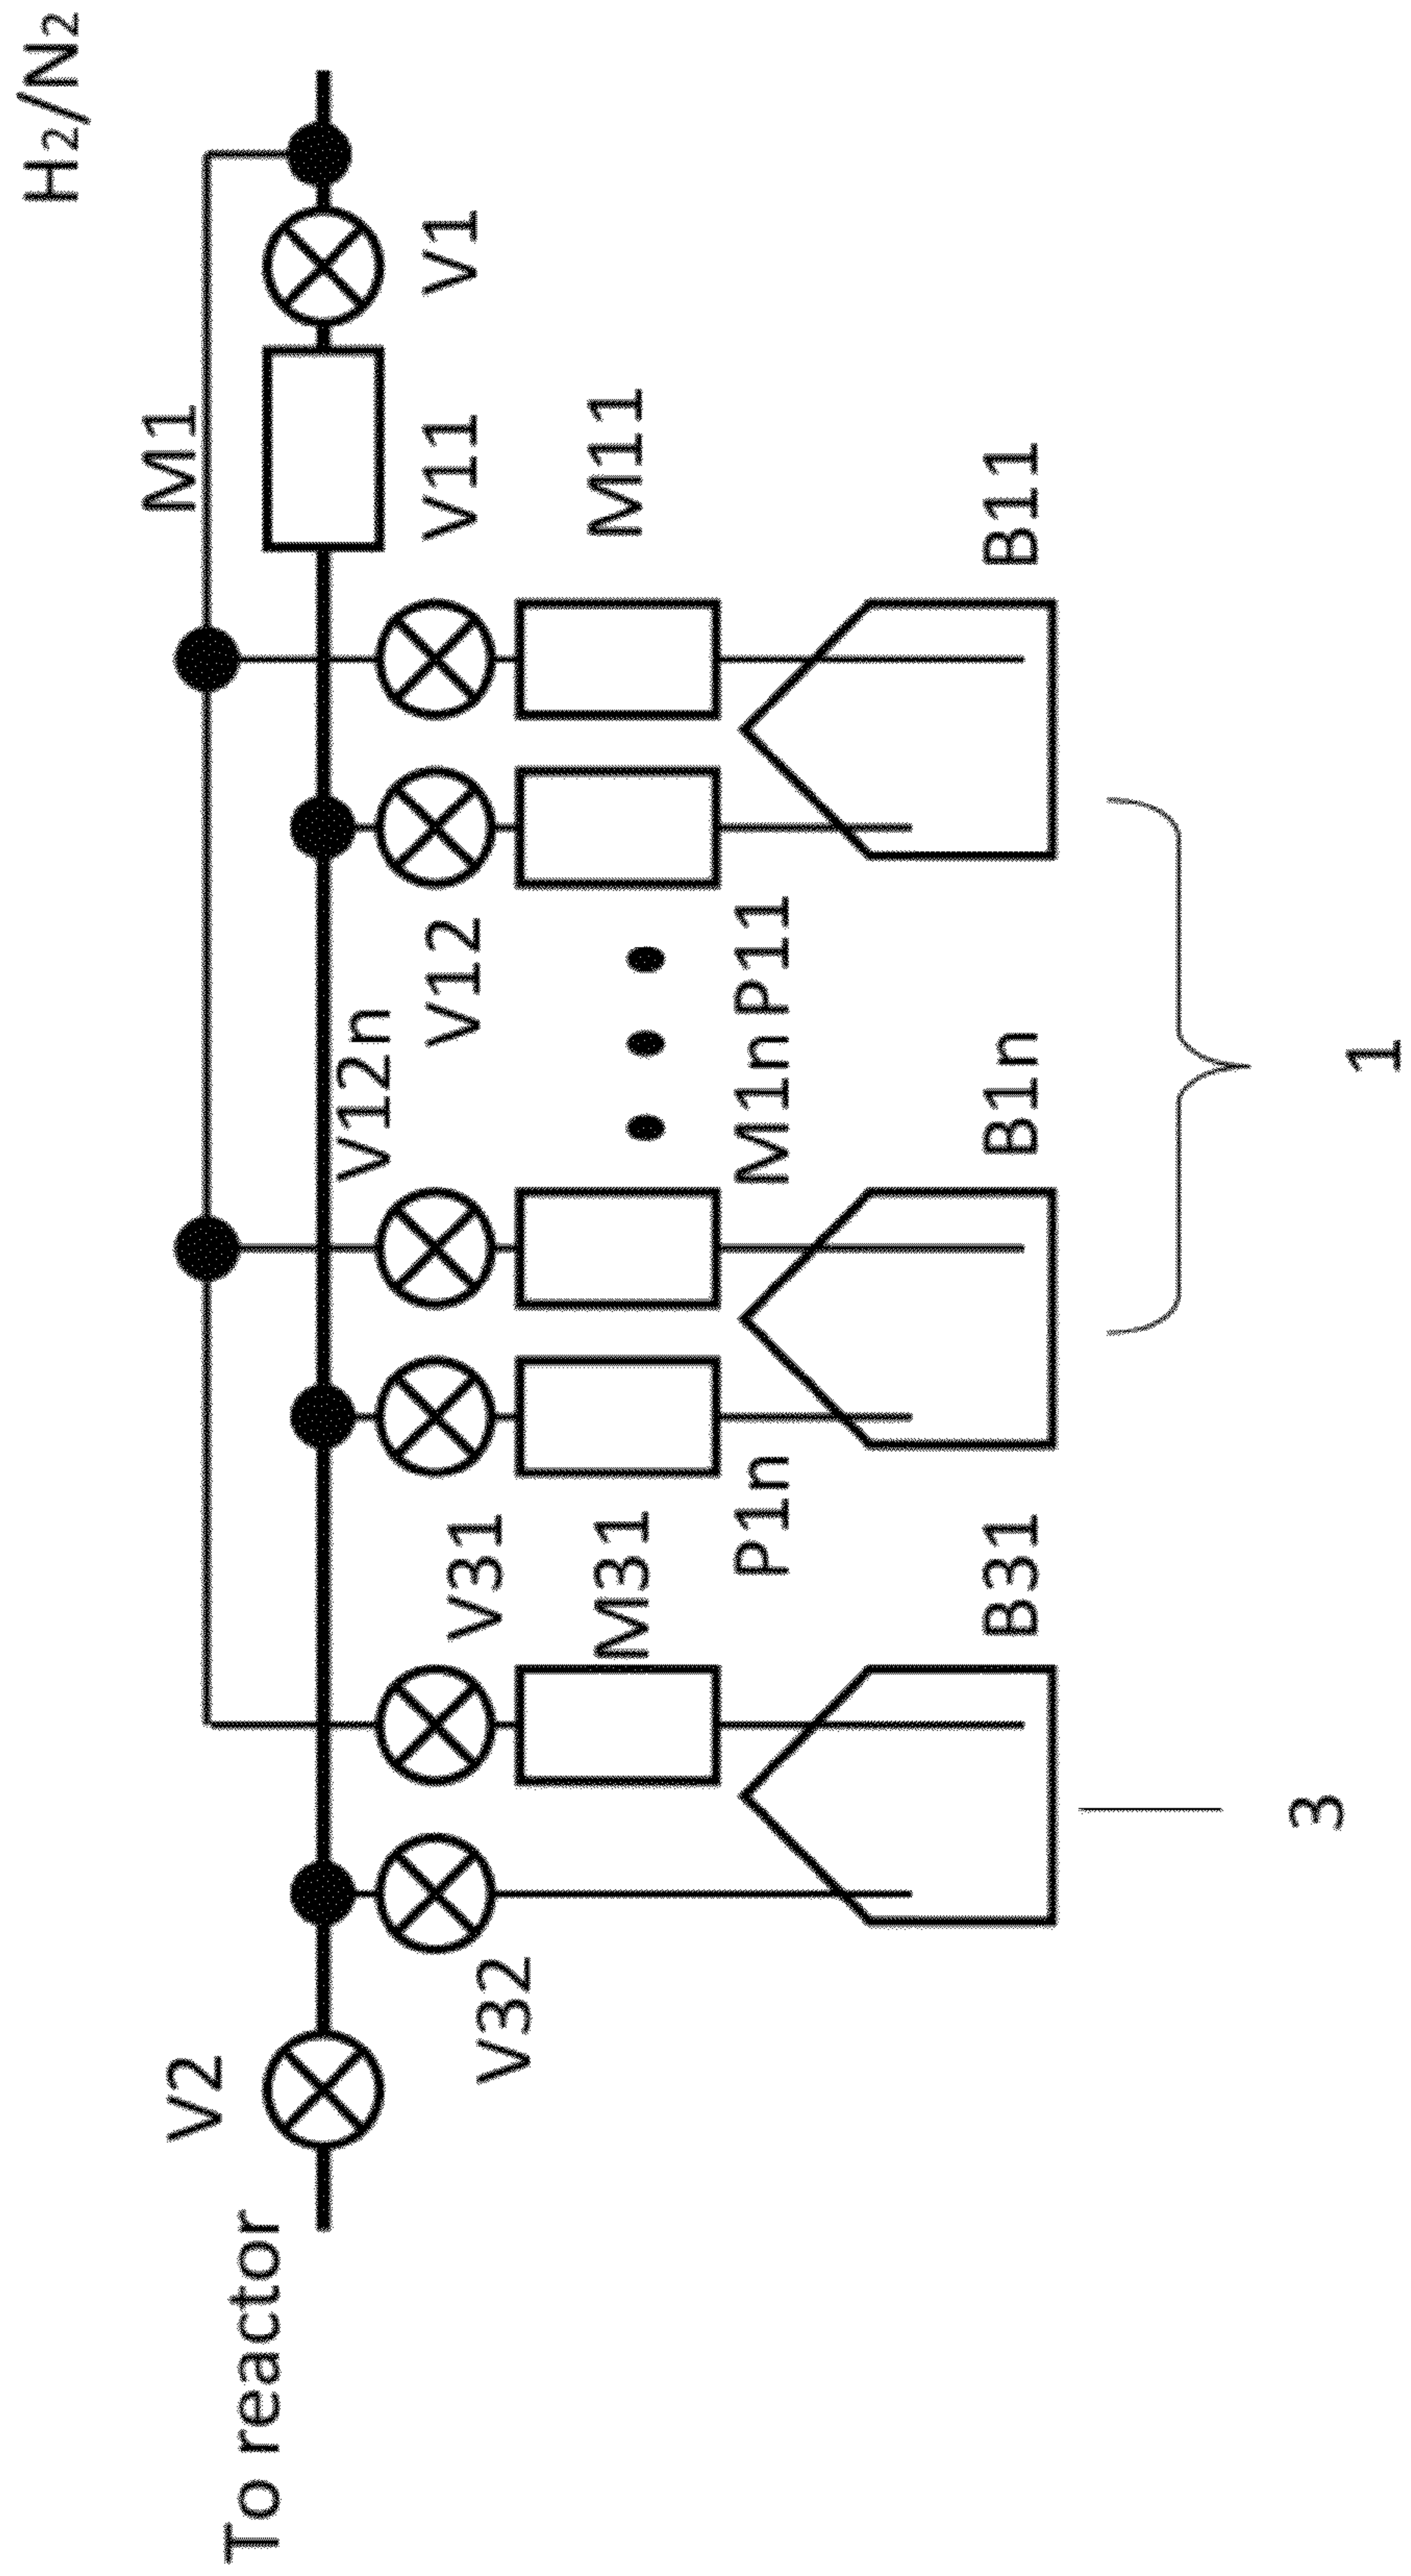 H₂/N₂
M1
V2
To reactor
V12n
V12
V11
V1
V31
V32
M31
M11
P1n
M1n P11
B31
B1n
B11
3
1